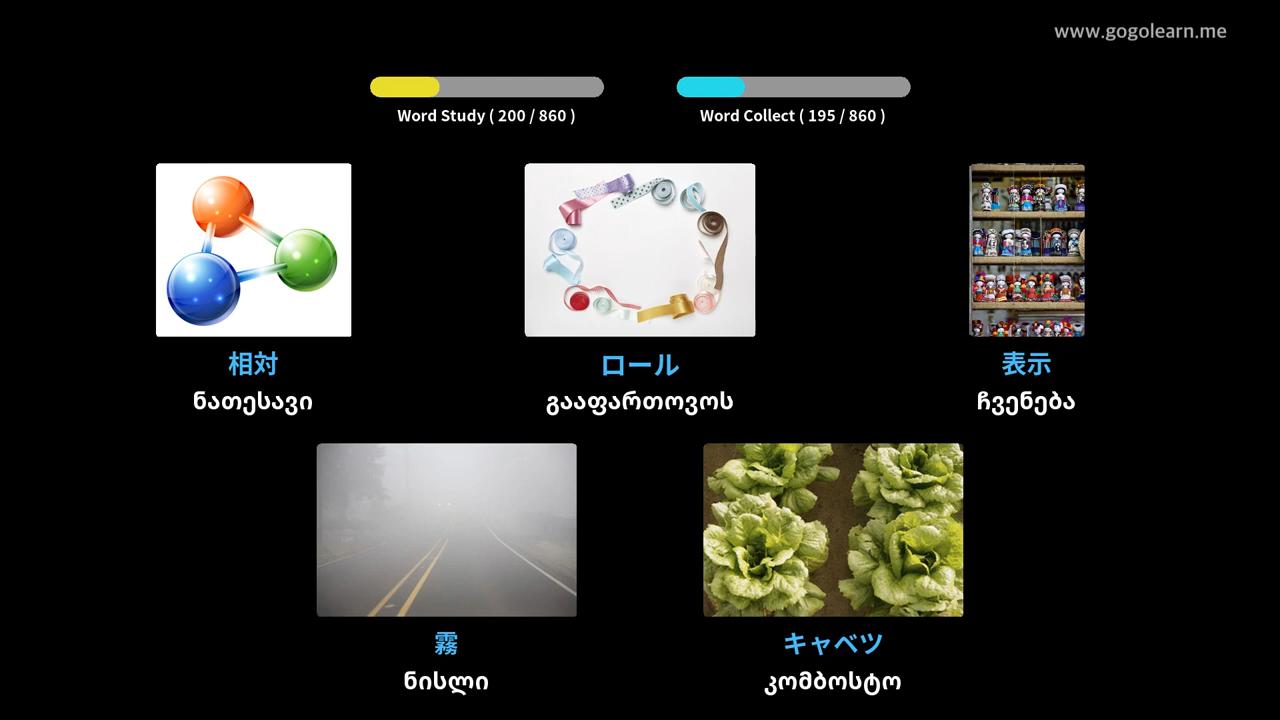 www.gogolearn.me
Word Study ( 200 / 860 )
Word Collect ( 195 / 860 )
相対
ნათესავი
ロール
გააფართოვოს
表示
ჩვენება
霧
ნისლი
キャベツ
კომბოსტო